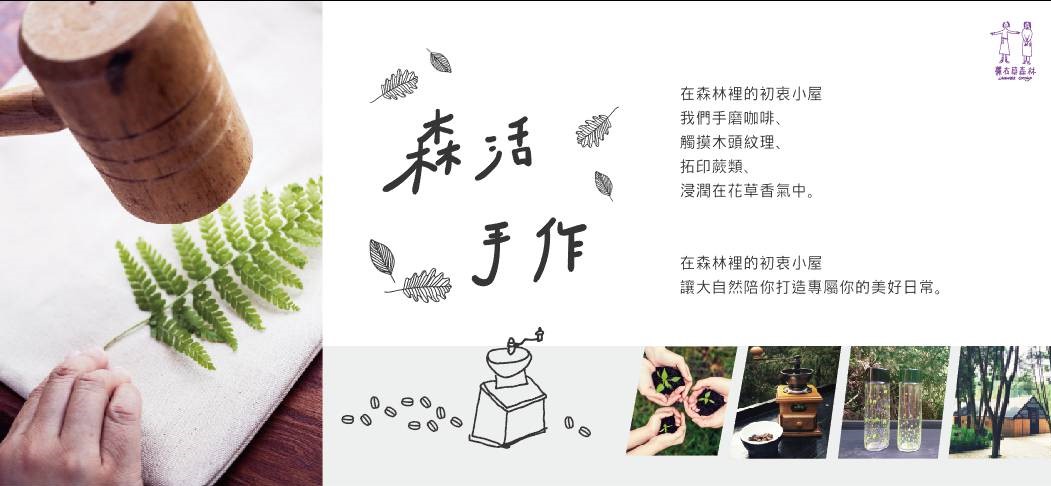 森活
手作
在森林裡的初衷小屋
我們手磨咖啡、
觸摸木頭紋理、
拓印蕨類、
浸潤在花草香氣中。
在森林裡的初衷小屋
讓大自然陪你打造專屬你的美好日常。